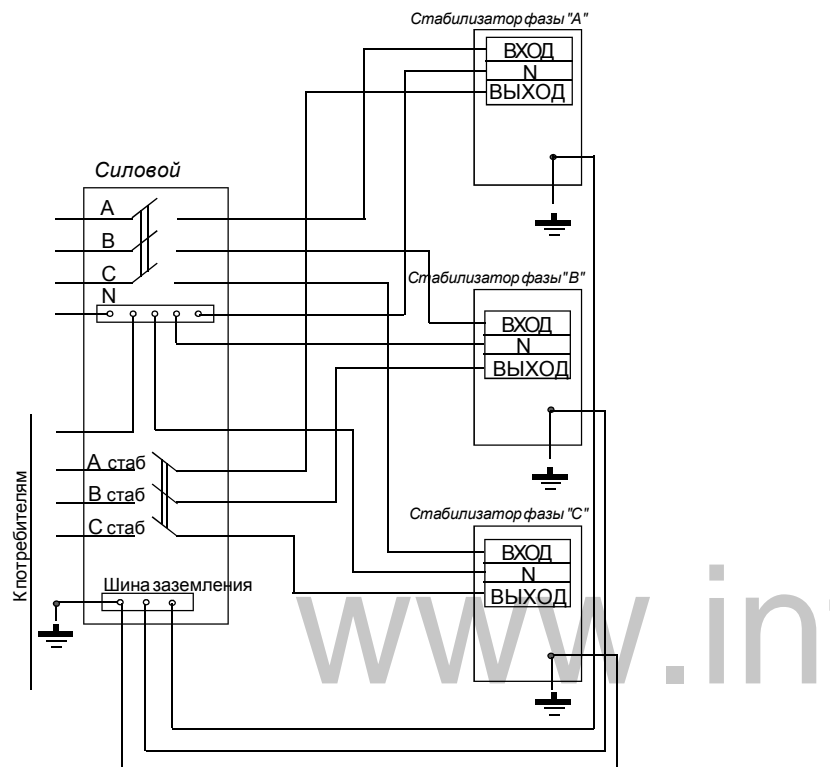 Стабилизатор фазы "А"
ВХОД
N
ВЫХОД
Силовой
А
В
С
N
Стабилизатор фазы "В"
ВХОД
N
ВЫХОД
К потребителям
А стаб
В стаб
С стаб
Стабилизатор фазы "С"
ВХОД
N
ВЫХОД
Шина заземления
www.in